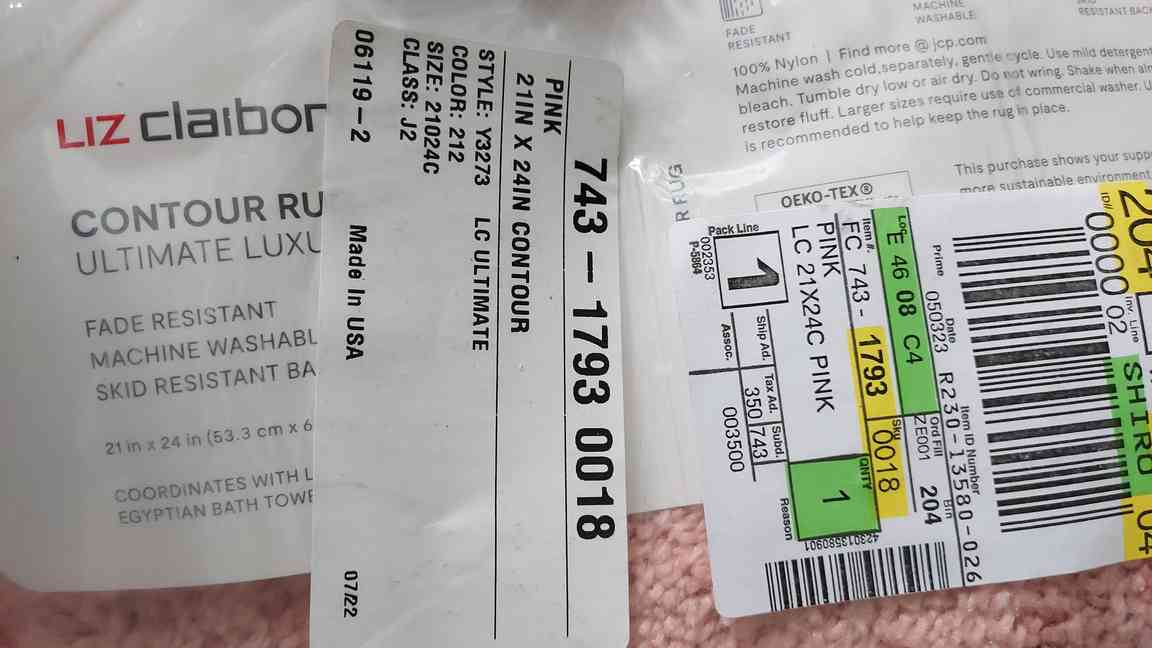 LIZ claibor
CONTOUR RU
ULTIMATE LUXU
FADE RESISTANT
MACHINE WASHABL
SKID RESISTANT BA
21 in x 24 in (53.3 cm x 6
COORDINATES WITH L
EGYPTIAN BATH TOWE
743 - 1793 0018
PINK
21IN X 24IN CONTOUR
STYLE: Y3273 LC ULTIMATE
COLOR: 212
SIZE: 21024C
CLASS: J2
06119-2 Made In USA 07/22
FADE
RESISTANT
MACHINE
WASHABLE
RESISTANT BACK
100% Nylon | Find more @ jcp.com
Machine wash cold, separately, gentle cycle. Use mild detergent
bleach. Tumble dry low or air dry. Do not wring. Shake when
restore fluff. Larger sizes require use of commercial washer.
is recommended to help keep the rug in place.
This purchase shows your
more sustainable environment
OEKO-TEX®
R RUG
204
ID# Inv. Line
0000 02 SHIRO 04
Prime Date Item ID Number
050323 R230-13580-026
Loc. Ord Fill Bin
E 46 08 C4 ZE001 204
Item #. Sku QNTY
FC 743 - 1793 0018 1
PINK
LC 21X24C PINK
423013580901
Pack Line
1
002353
P-5864
Ship Ad. Tax Ad. Subd. Reason
350 743
Assoc. 003500